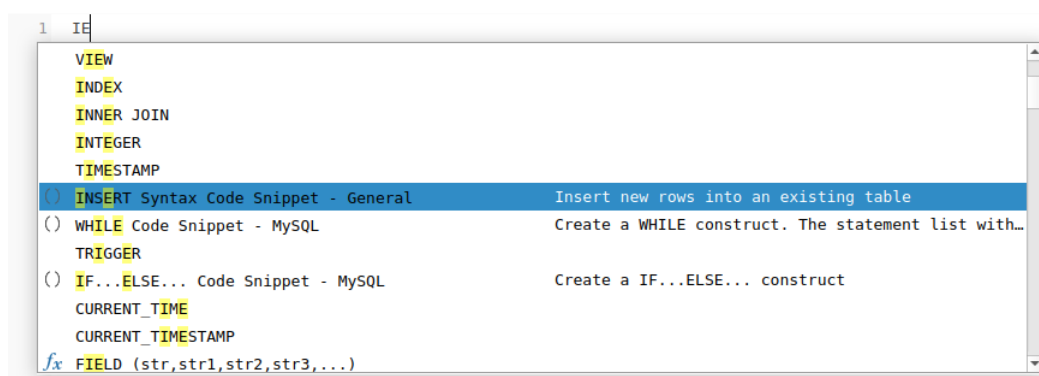 1 IE
VIEW
INDEX
INNER JOIN
INTEGER
TIMESTAMP
() INSERT Syntax Code Snippet - General Insert new rows into an existing table
() WHILE Code Snippet - MySQL Create a WHILE construct. The statement list with…
TRIGGER
() IF...ELSE... Code Snippet - MySQL Create a IF...ELSE... construct
CURRENT_TIME
CURRENT_TIMESTAMP
fx FIELD (str,str1,str2,str3,...)